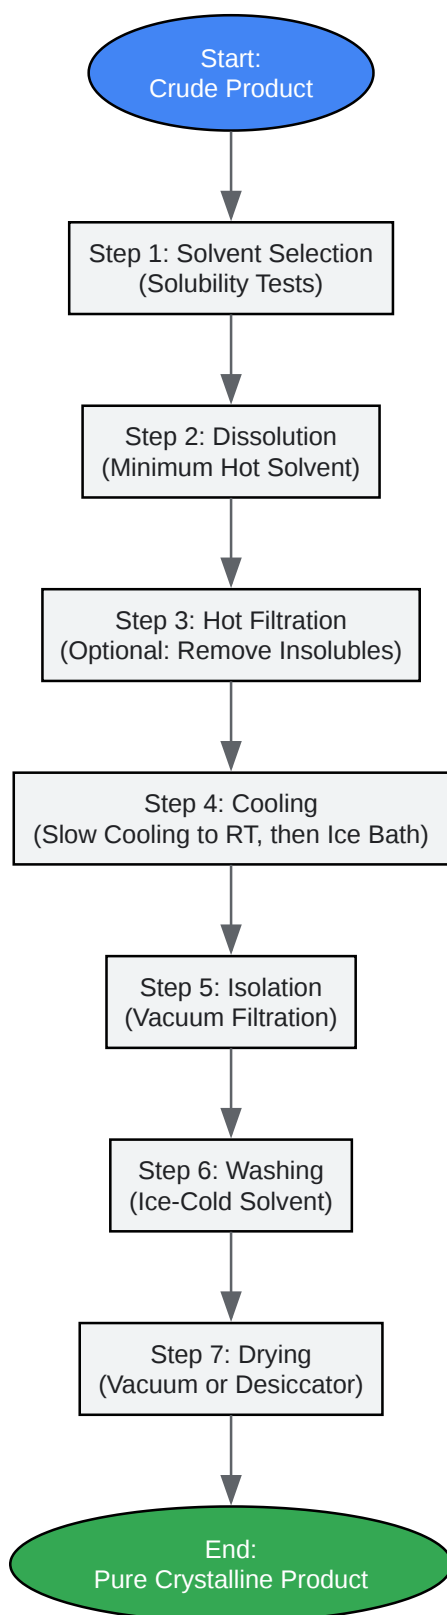 Start:
Crude Product
Step 1: Solvent Selection
(Solubility Tests)
Step 2: Dissolution
(Minimum Hot Solvent)
Step 3: Hot Filtration
(Optional: Remove Insolubles)
Step 4: Cooling
(Slow Cooling to RT, then Ice Bath)
Step 5: Isolation
(Vacuum Filtration)
Step 6: Washing
(Ice-Cold Solvent)
Step 7: Drying
(Vacuum or Desiccator)
End:
Pure Crystalline Product